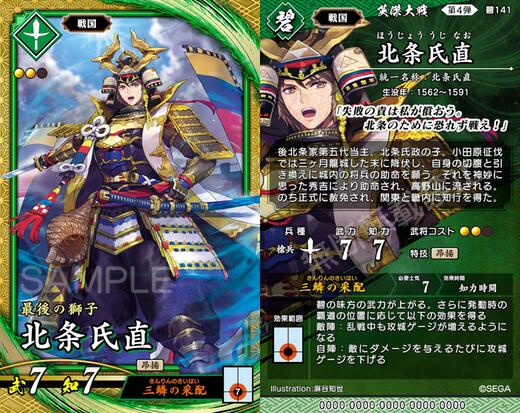 戦国
SAMPLE
最後の獅子
北条氏直
昂揚
武7 知7
さんりんのさいはい
三鱗の采配
7
碧
戦国
英傑大戦
第4弾
碧141
ほうじょう うじ なお
北条氏直
統一名称:北条氏直
生没年:1562~1591
「失敗の責は私が償おう。
北条のために恐れず戦え!」
後北条家第五代当主。北条氏政の子。小田原征伐
では三ヶ月籠城した末に降伏し、自身の切腹と引
き換えに城内の将兵の助命を願う。それを神妙に
思った秀吉により助命され、高野山に流される。
のち正式に赦免され、関東と畿内に知行を得た。
兵種 武力 知力 武将コスト
槍兵 7 7 特技 昂揚
さんりんのさいはい 必要士気 効果時間
三鱗の采配 7 知力時間
効果範囲
碧の味方の武力が上がる。さらに発動時の
覇道の位置に応じて以下の効果を得る
敵陣:乱戦中も攻城ゲージが増えるように
なる
自陣:敵にダメージを与えるたびに攻城
ゲージを下げる
Illustration:瀬谷知世
©SEGA
0000 0000 0000 0000 0000